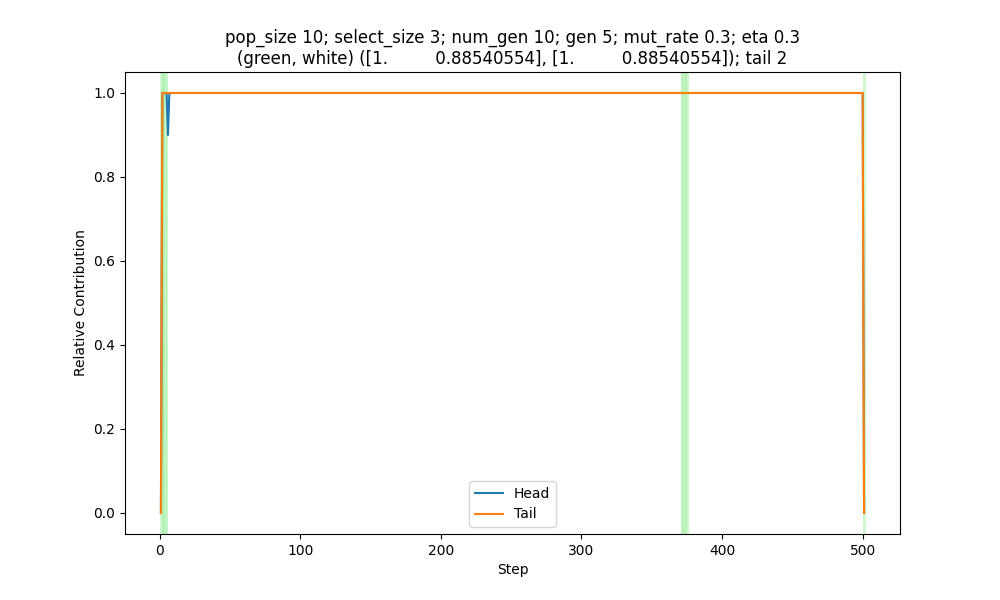 pop_size 10; select_size 3; num_gen 10; gen 5; mut_rate 0.3; eta 0.3
(green, white) ([1.          0.88540554], [1.          0.88540554]); tail 2
Relative Contribution
1.0
0.8
0.6
0.4
0.2
0.0
Head
Tail
0
100
200
300
400
500
Step